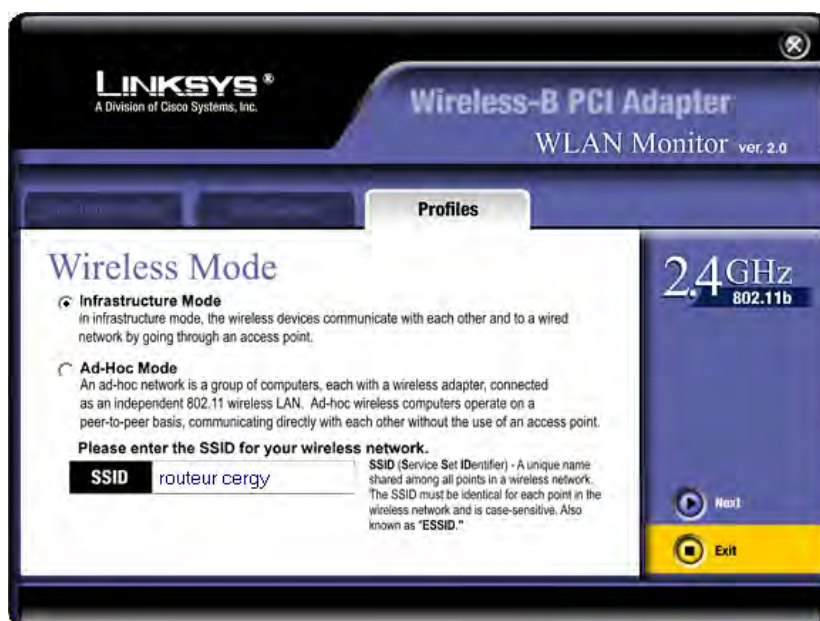 LINKSYS®
A Division of Cisco Systems, Inc.
Wireless-B PCI Adapter
WLAN Monitor ver. 2.0
Profiles
Wireless Mode
2,4GHz
802.11b
Infrastructure Mode
In infrastructure mode, the wireless devices communicate with each other and to a wired
network by going through an access point.
Ad-Hoc Mode
An ad-hoc network is a group of computers, each with a wireless adapter, connected
as an independent 802.11 wireless LAN. Ad-hoc wireless computers operate on a
peer-to-peer basis, communicating directly with each other without the use of an access point.
Please enter the SSID for your wireless network.
SSID
routeur cergy
SSID (Service Set IDentifier) - A unique name
shared among all points in a wireless network.
The SSID must be identical for each point in the
wireless network and is case-sensitive. Also
known as "ESSID."
Next
Exit